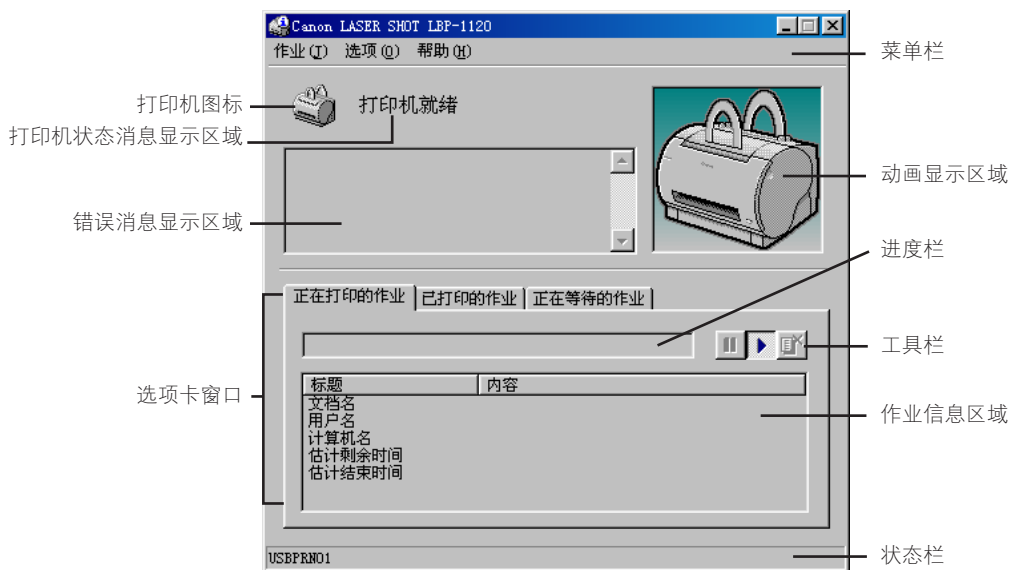 Canon LASER SHOT LBP-1120
作业(J) 选项(O) 帮助(H)
菜单栏
打印机图标
打印机就绪
打印机状态消息显示区域
动画显示区域
错误消息显示区域
进度栏
正在打印的作业 已打印的作业 正在等待的作业
工具栏
选项卡窗口
标题 内容
文档名
用户名
计算机名
估计剩余时间
估计结束时间
作业信息区域
USBPRN01
状态栏